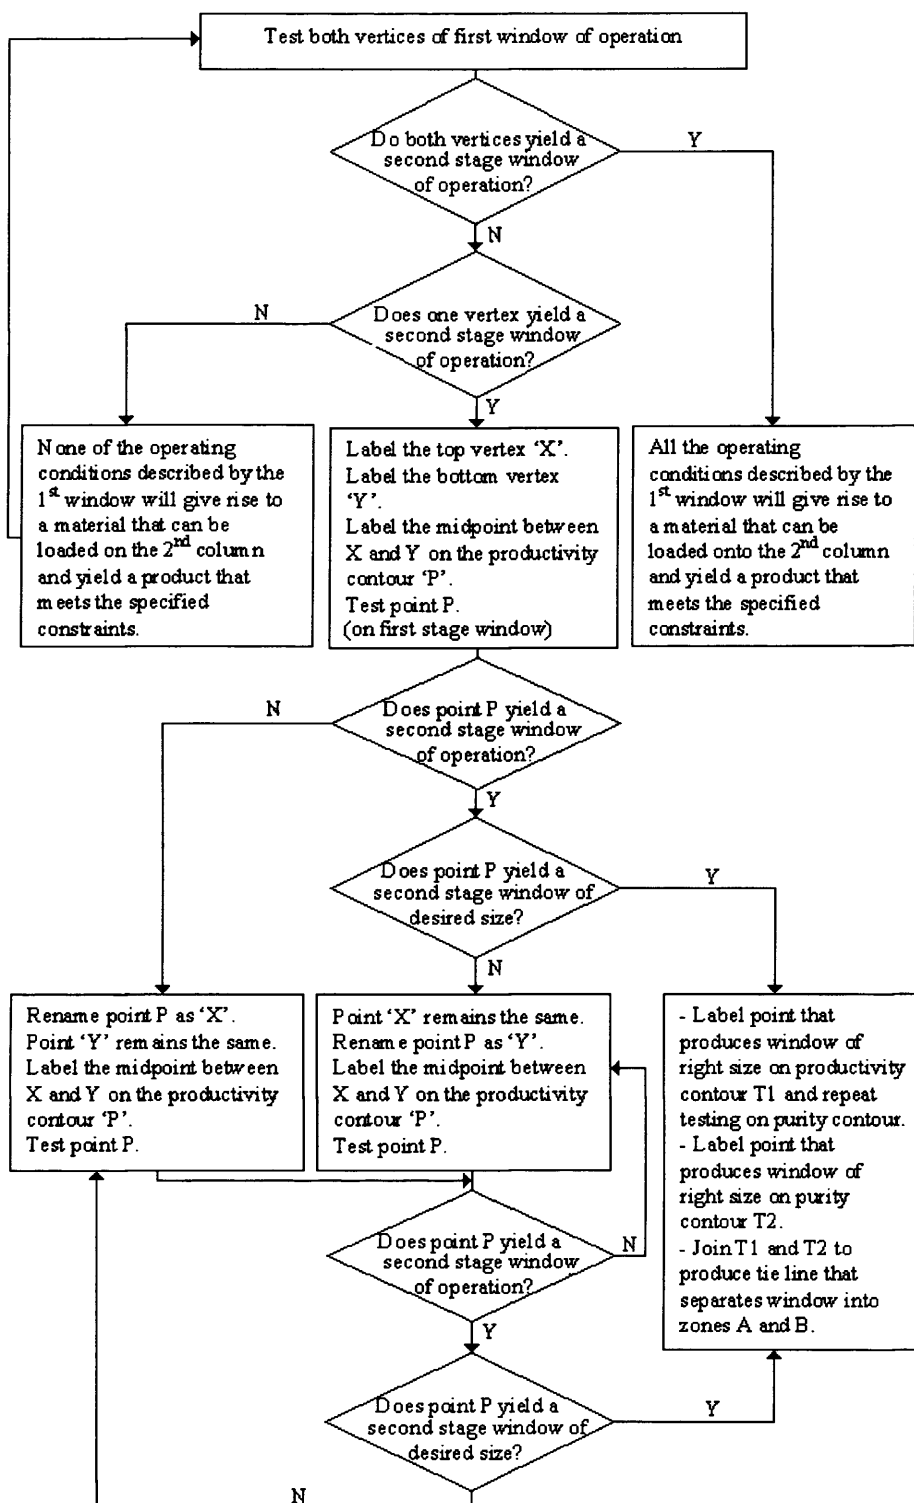 Test both vertices of first window of operation
Do both vertices yield a
second stage window
of operation?
Y
N
Does one vertex yield a
second stage window
of operation?
N
Y
None of the operating
conditions described by the
1st window will give rise to
a material that can be
loaded on the 2nd column
and yield a product that
meets the specified
constraints.
Label the top vertex ‘X’.
Label the bottom vertex
‘Y’.
Label the midpoint between
X and Y on the productivity
contour ‘P’.
Test point P.
(on first stage window)
All the operating
conditions described by the
1st window will give rise to
a material that can be
loaded onto the 2nd column
and yield a product that
meets the specified
constraints.
Does point P yield a
second stage window
of operation?
N
Y
Does point P yield a
second stage window of
desired size?
Y
N
Rename point P as ‘X’.
Point ‘Y’ remains the same.
Label the midpoint between
X and Y on the productivity
contour ‘P’.
Test point P.
Point ‘X’ remains the same.
Rename point P as ‘Y’.
Label the midpoint between
X and Y on the productivity
contour ‘P’.
Test point P.
- Label point that
produces window of
right size on productivity
contour T1 and repeat
testing on purity contour.
- Label point that
produces window of
right size on purity
contour T2.
- Join T1 and T2 to
produce tie line that
separates window into
zones A and B.
Does point P yield a
second stage window
of operation?
N
Y
Does point P yield a
second stage window of
desired size?
Y
N